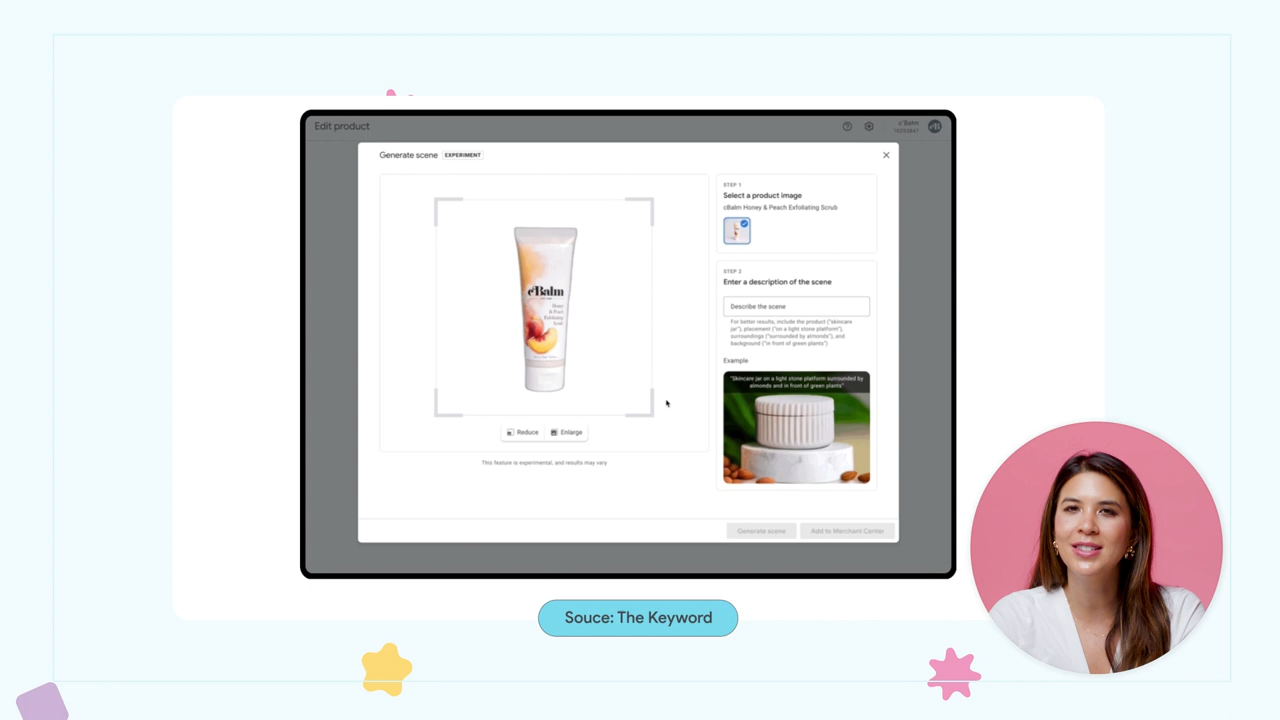 Edit product
c'Balm
Generate scene EXPERIMENT
c'Balm
Honey
& Peach
Exfoliating
Scrub
Reduce Enlarge
This feature is experimental, and results may vary
STEP 1
Select a product image
cBalm Honey & Peach Exfoliating Scrub
STEP 2
Enter a description of the scene
Describe the scene
For better results, include the product ("skincare
jar"), placement ("on a light stone platform"),
surroundings ("surrounded by almonds"), and
background ("in front of green plants")
Example
"Skincare jar on a light stone platform surrounded by
almonds and in front of green plants"
Generate scene Add to Merchant Center
Souce: The Keyword